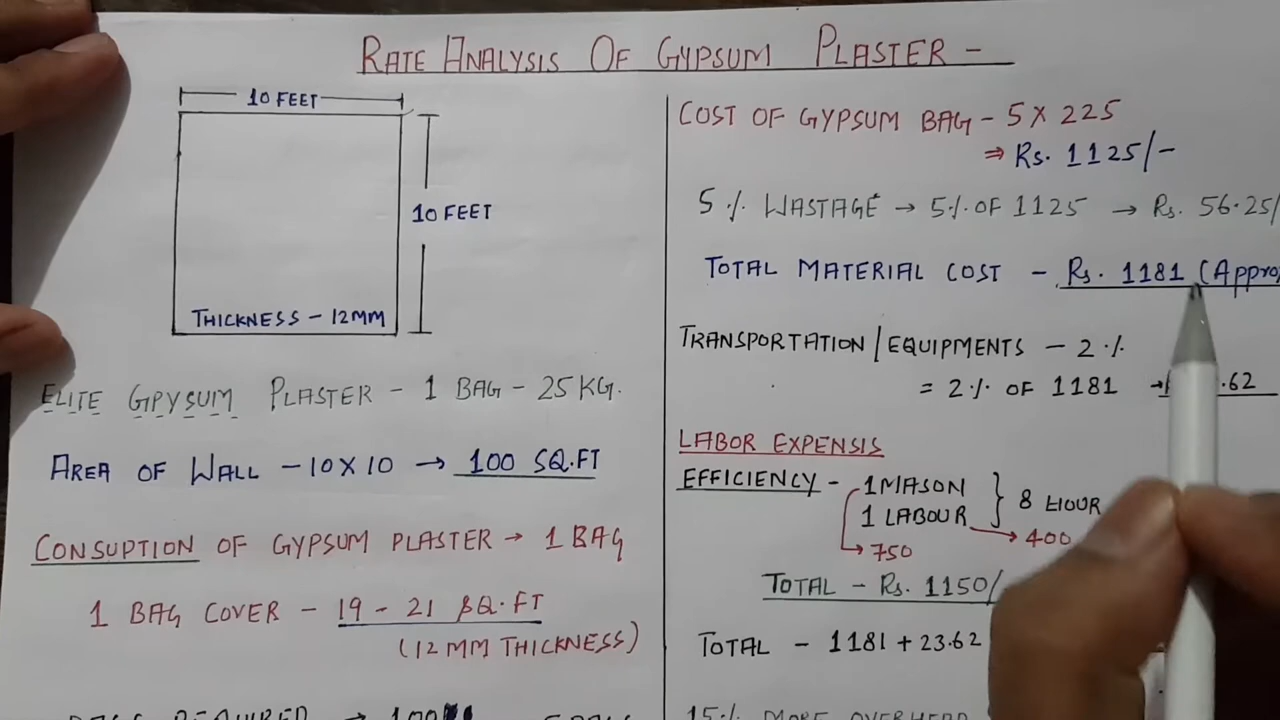 RATE ANALYSIS OF GYPSUM PLASTER -
10 FEET
10 FEET
THICKNESS - 12MM
ELITE GPYSUM PLASTER - 1 BAG - 25 KG.
AREA OF WALL - 10 X 10 → 100 SQ.FT
CONSUPTION OF GYPSUM PLASTER → 1 BAG
1 BAG COVER - 19 - 21 SQ.FT
(12 MM THICKNESS)
COST OF GYPSUM BAG - 5 X 225
⇒ Rs. 1125/-
5 % WASTAGE → 5% OF 1125 → Rs. 56.25/
TOTAL MATERIAL COST - Rs. 1181 (Appro
TRANSPORTATION / EQUIPMENTS - 2 %
= 2% OF 1181 → .62
LABOR EXPENSIS
EFFICIENCY - 1 MASON
1 LABOUR } 8 HOUR
→ 750 → 400
TOTAL - Rs. 1150/
TOTAL - 1181 + 23.62
15% MORE OVERHEAD